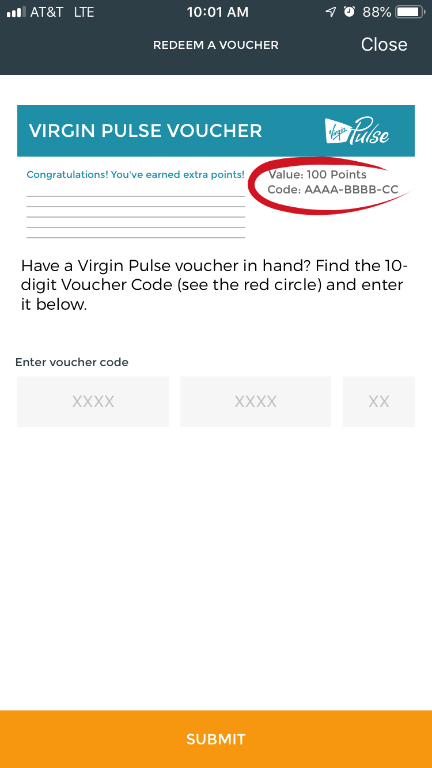 AT&T LTE 10:01 AM 88%
REDEEM A VOUCHER Close
VIRGIN PULSE VOUCHER Virgin Pulse
Congratulations! You've earned extra points! Value: 100 Points
Code: AAAA-BBBB-CC
Have a Virgin Pulse voucher in hand? Find the 10-
digit Voucher Code (see the red circle) and enter
it below.
Enter voucher code
XXXX XXXX XX
SUBMIT